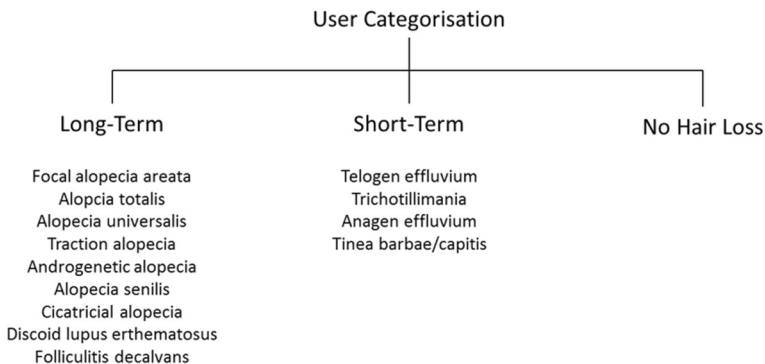 User Categorisation
Long-Term
Short-Term
No Hair Loss
Focal alopecia areata
Alopcia totalis
Alopecia universalis
Traction alopecia
Androgenetic alopecia
Alopecia senilis
Cicatricial alopecia
Discoid lupus erthematosus
Folliculitis decalvans
Telogen effluvium
Trichotillimania
Anagen effluvium
Tinea barbae/capitis